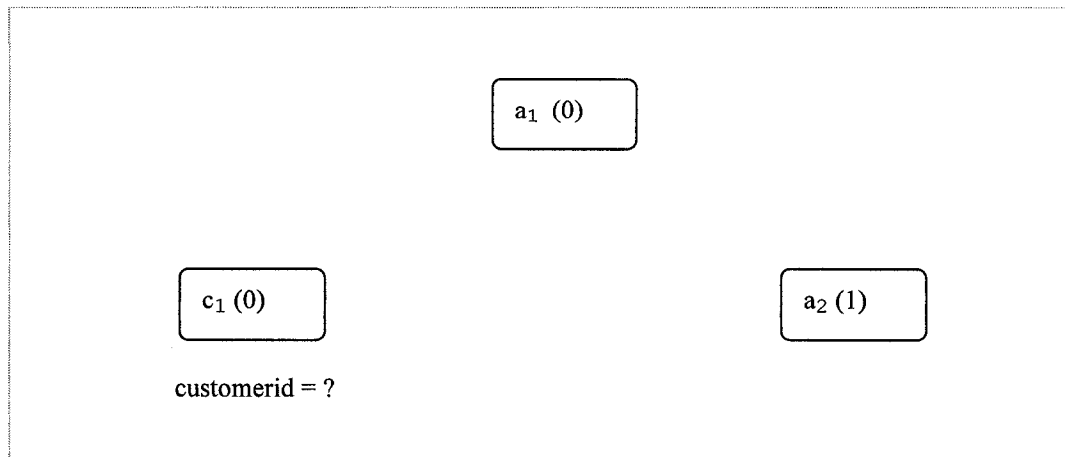 a₁ (0)
c₁ (0)
a₂ (1)
customerid = ?